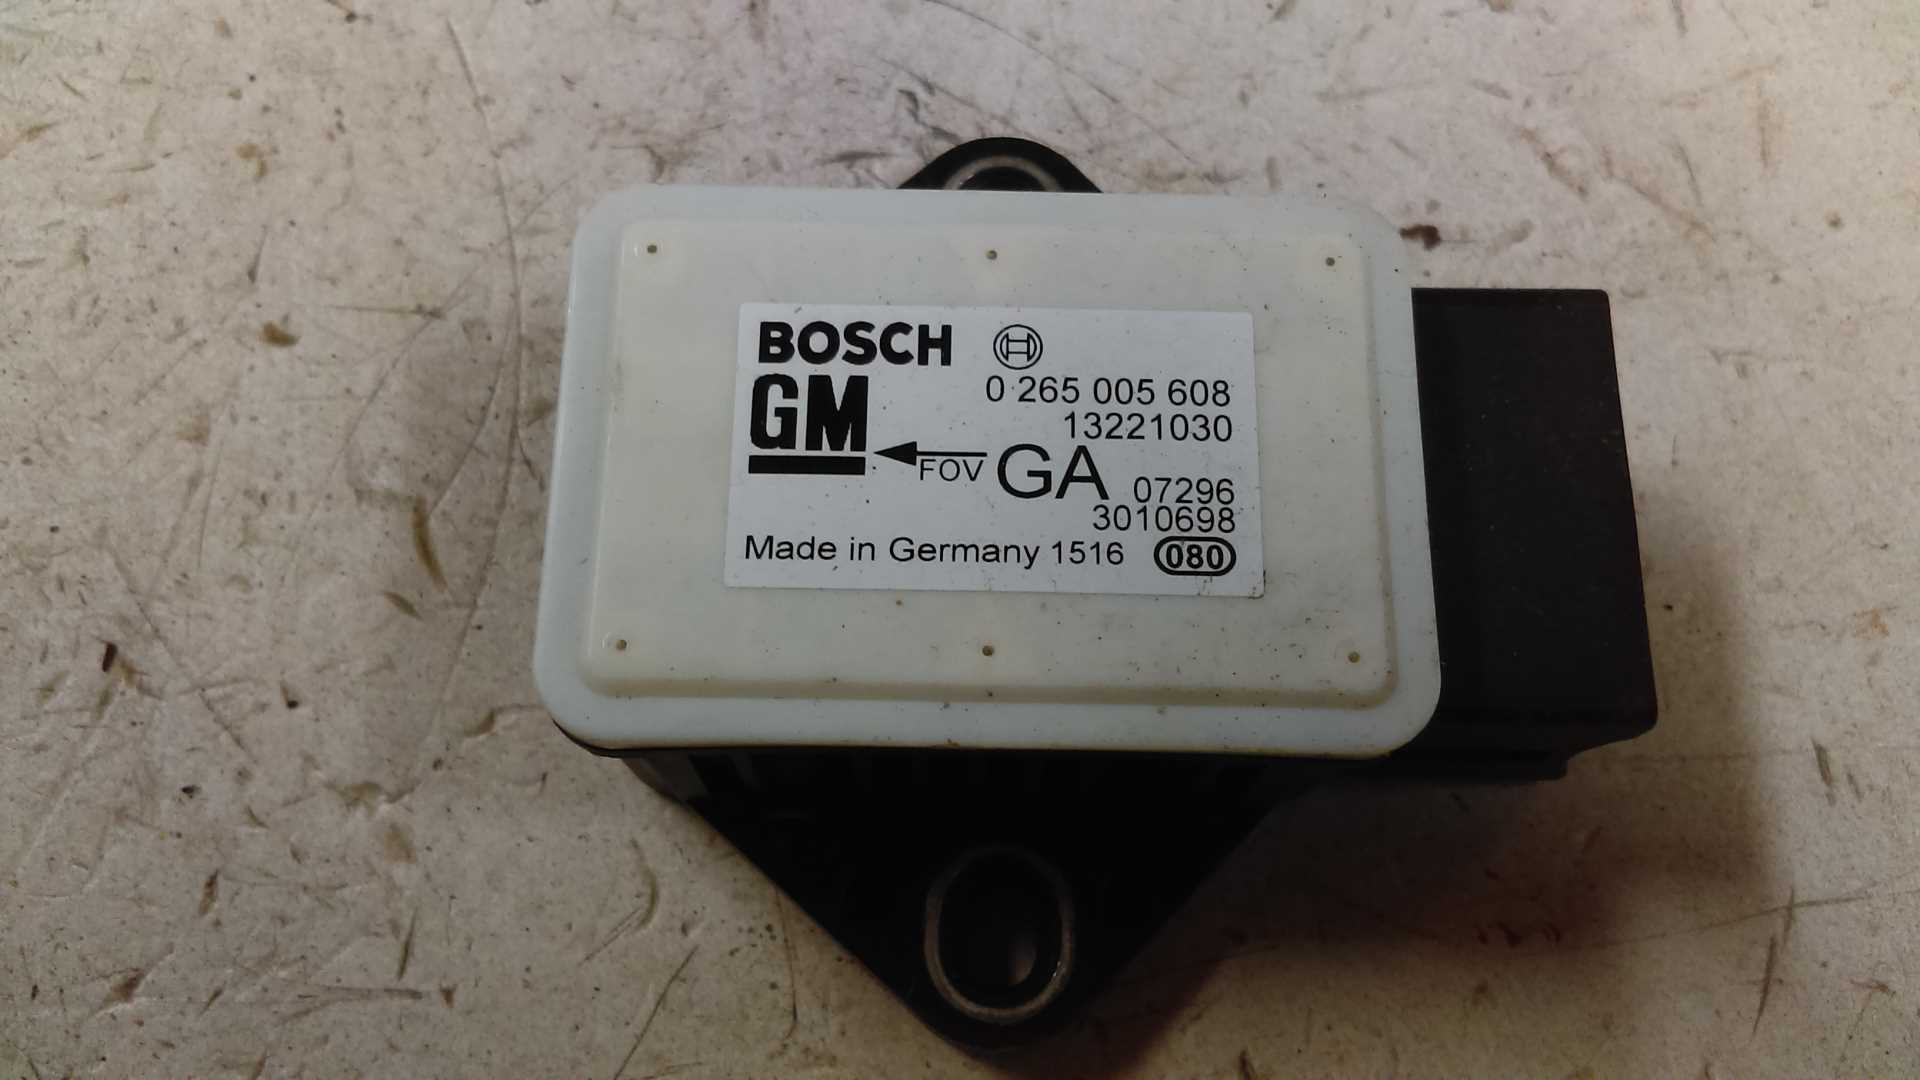 BOSCH
0 265 005 608
GM
13221030
FOV GA 07296
3010698
Made in Germany 1516 080